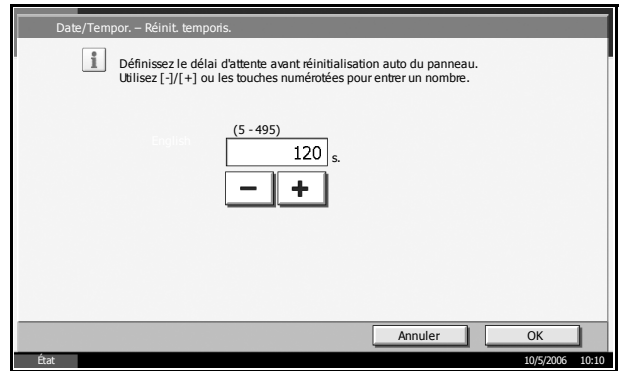 Date/Tempor. – Réinit. temporis.
Définissez le délai d'attente avant réinitialisation auto du panneau.
Utilisez [-]/[+] ou les touches numérotées pour entrer un nombre.
(5 - 495)
English
120 s.
− +
Annuler OK
État 10/5/2006 10:10